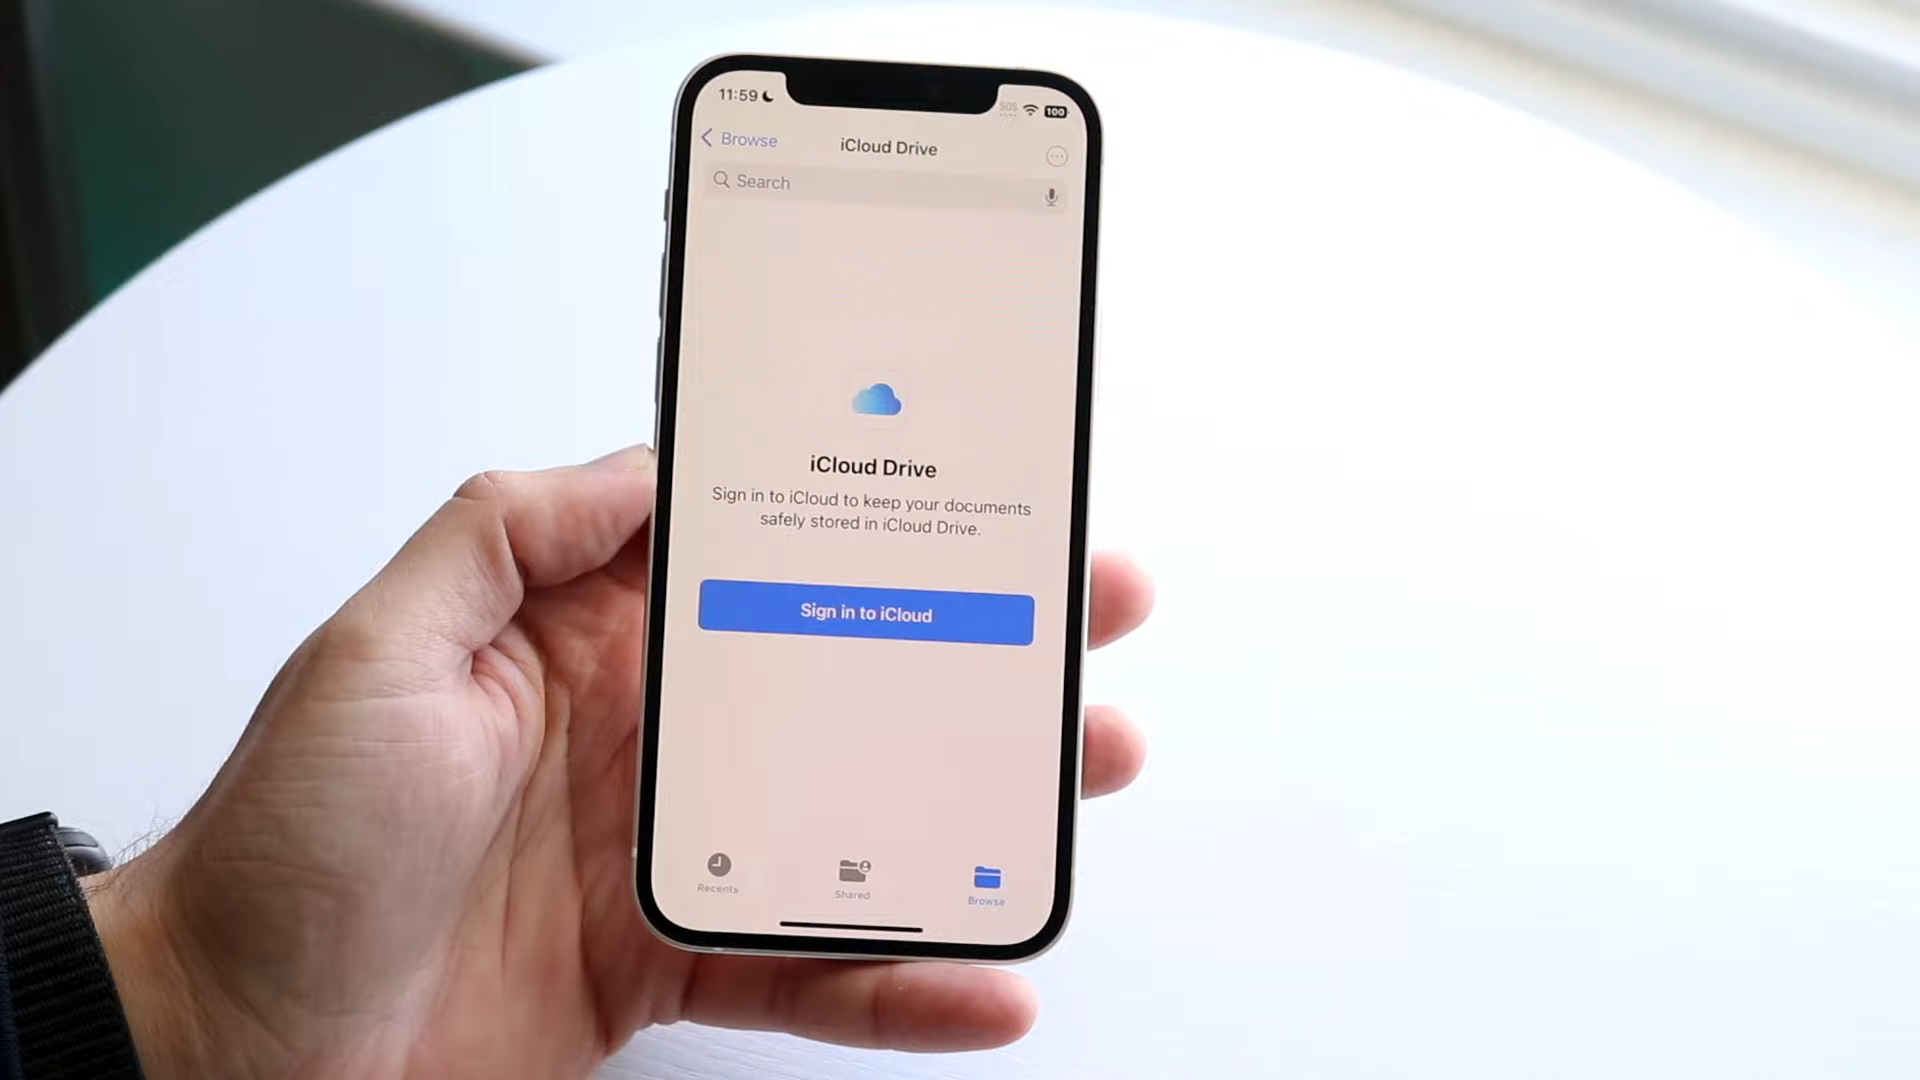 11:59
SOS
100
Browse
iCloud Drive
Search
iCloud Drive
Sign in to iCloud to keep your documents
safely stored in iCloud Drive.
Sign in to iCloud
Recents
Shared
Browse